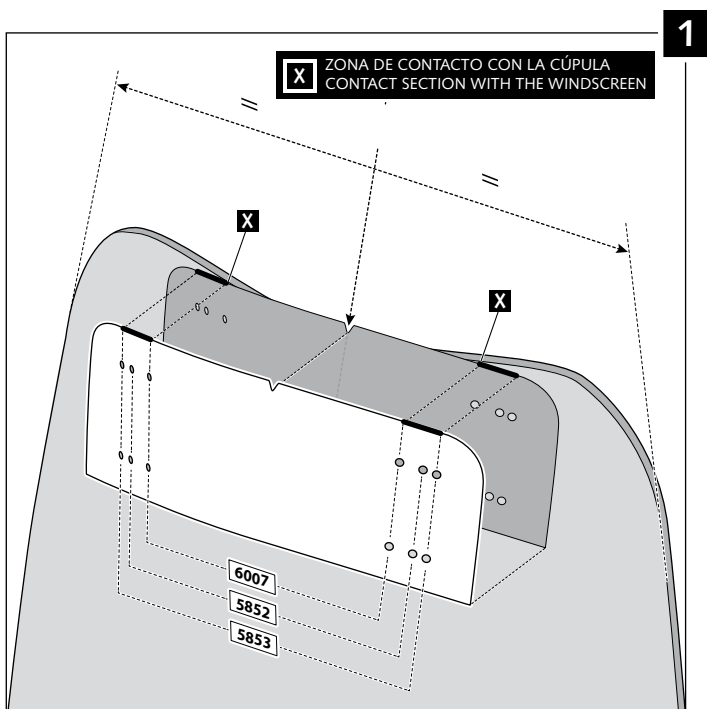 1
X ZONA DE CONTACTO CON LA CÚPULA
CONTACT SECTION WITH THE WINDSCREEN
=
=
X
X
6007
5852
5853